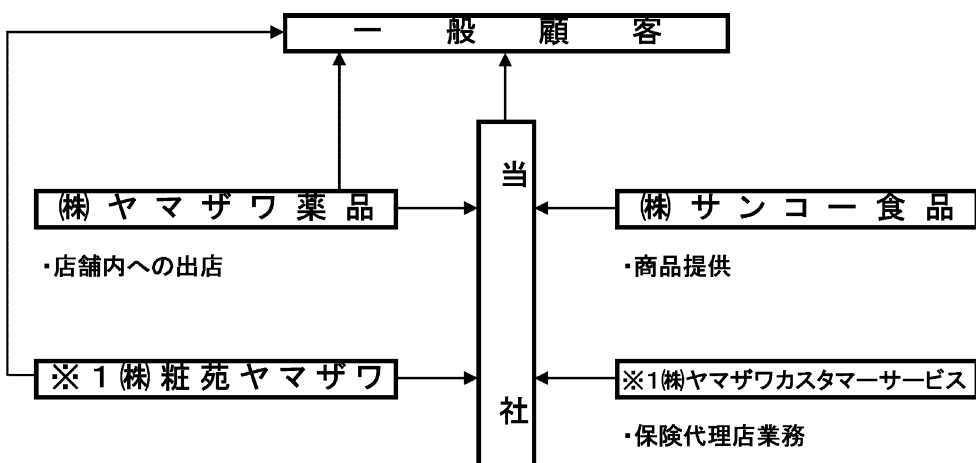 一般顧客
当社
㈱ヤマザワ薬品
・店舗内への出店
㈱サンコー食品
・商品提供
※1㈱粧苑ヤマザワ
※1㈱ヤマザワカスタマーサービス
・保険代理店業務